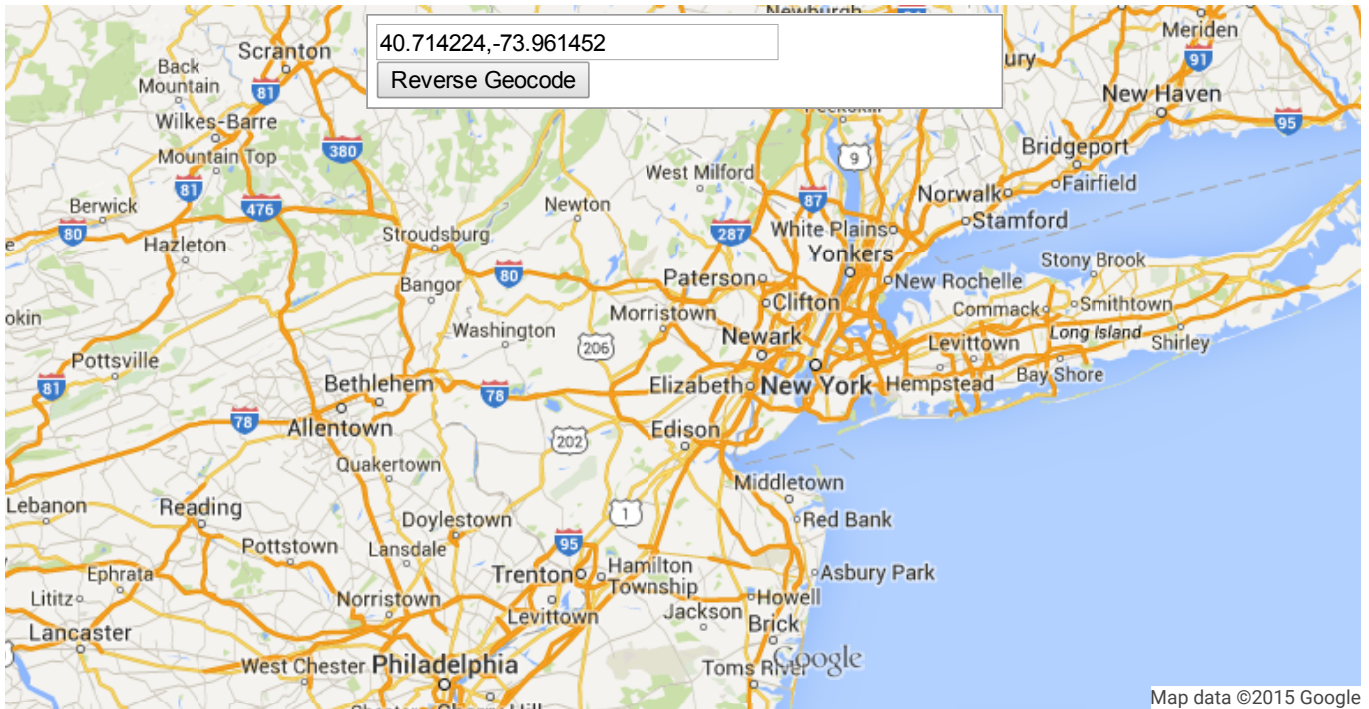 Newburgh
40.714224,-73.961452
Reverse Geocode
Scranton
Meriden
Back
Mountain
81
91
New Haven
Wilkes-Barre
95
Mountain Top
380
Bridgeport
9
West Milford
81
Norwalk
Fairfield
Berwick
476
Newton
87
80
287
White Plains
Stamford
Hazleton
Stroudsburg
Yonkers
80
Paterson
New Rochelle
Stony Brook
Bangor
Clifton
Morristown
Commack
Smithtown
Washington
Newark
Long Island
206
Levittown
Shirley
Pottsville
81
Bethlehem
78
Elizabeth
New York
Hempstead
Bay Shore
78
Allentown
202
Edison
Quakertown
Middletown
Lebanon
Reading
1
Doylestown
Red Bank
Pottstown
Lansdale
95
Ephrata
Trenton
Hamilton
Township
Asbury Park
Lititz
Norristown
Levittown
Jackson
Howell
Lancaster
Brick
West Chester
Philadelphia
Toms River
Google
Cherry Hill
Map data ©2015 Google